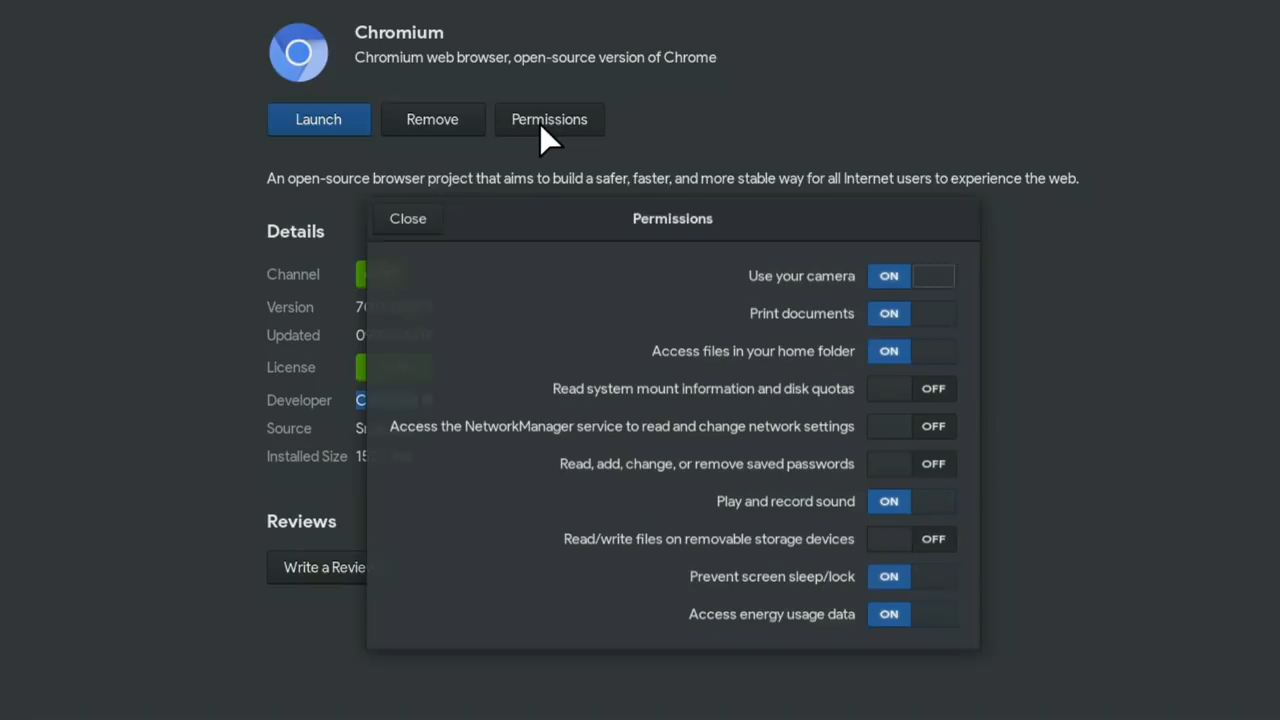 Chromium
Chromium web browser, open-source version of Chrome
Launch
Remove
Permissions
An open-source browser project that aims to build a safer, faster, and more stable way for all Internet users to experience the web.
Details
Channel
Version
Updated
License
Developer
Source
Installed Size
Reviews
Write a Revie
Close
Permissions
Use your camera ON
Print documents ON
Access files in your home folder ON
Read system mount information and disk quotas OFF
Access the NetworkManager service to read and change network settings OFF
Read, add, change, or remove saved passwords OFF
Play and record sound ON
Read/write files on removable storage devices OFF
Prevent screen sleep/lock ON
Access energy usage data ON